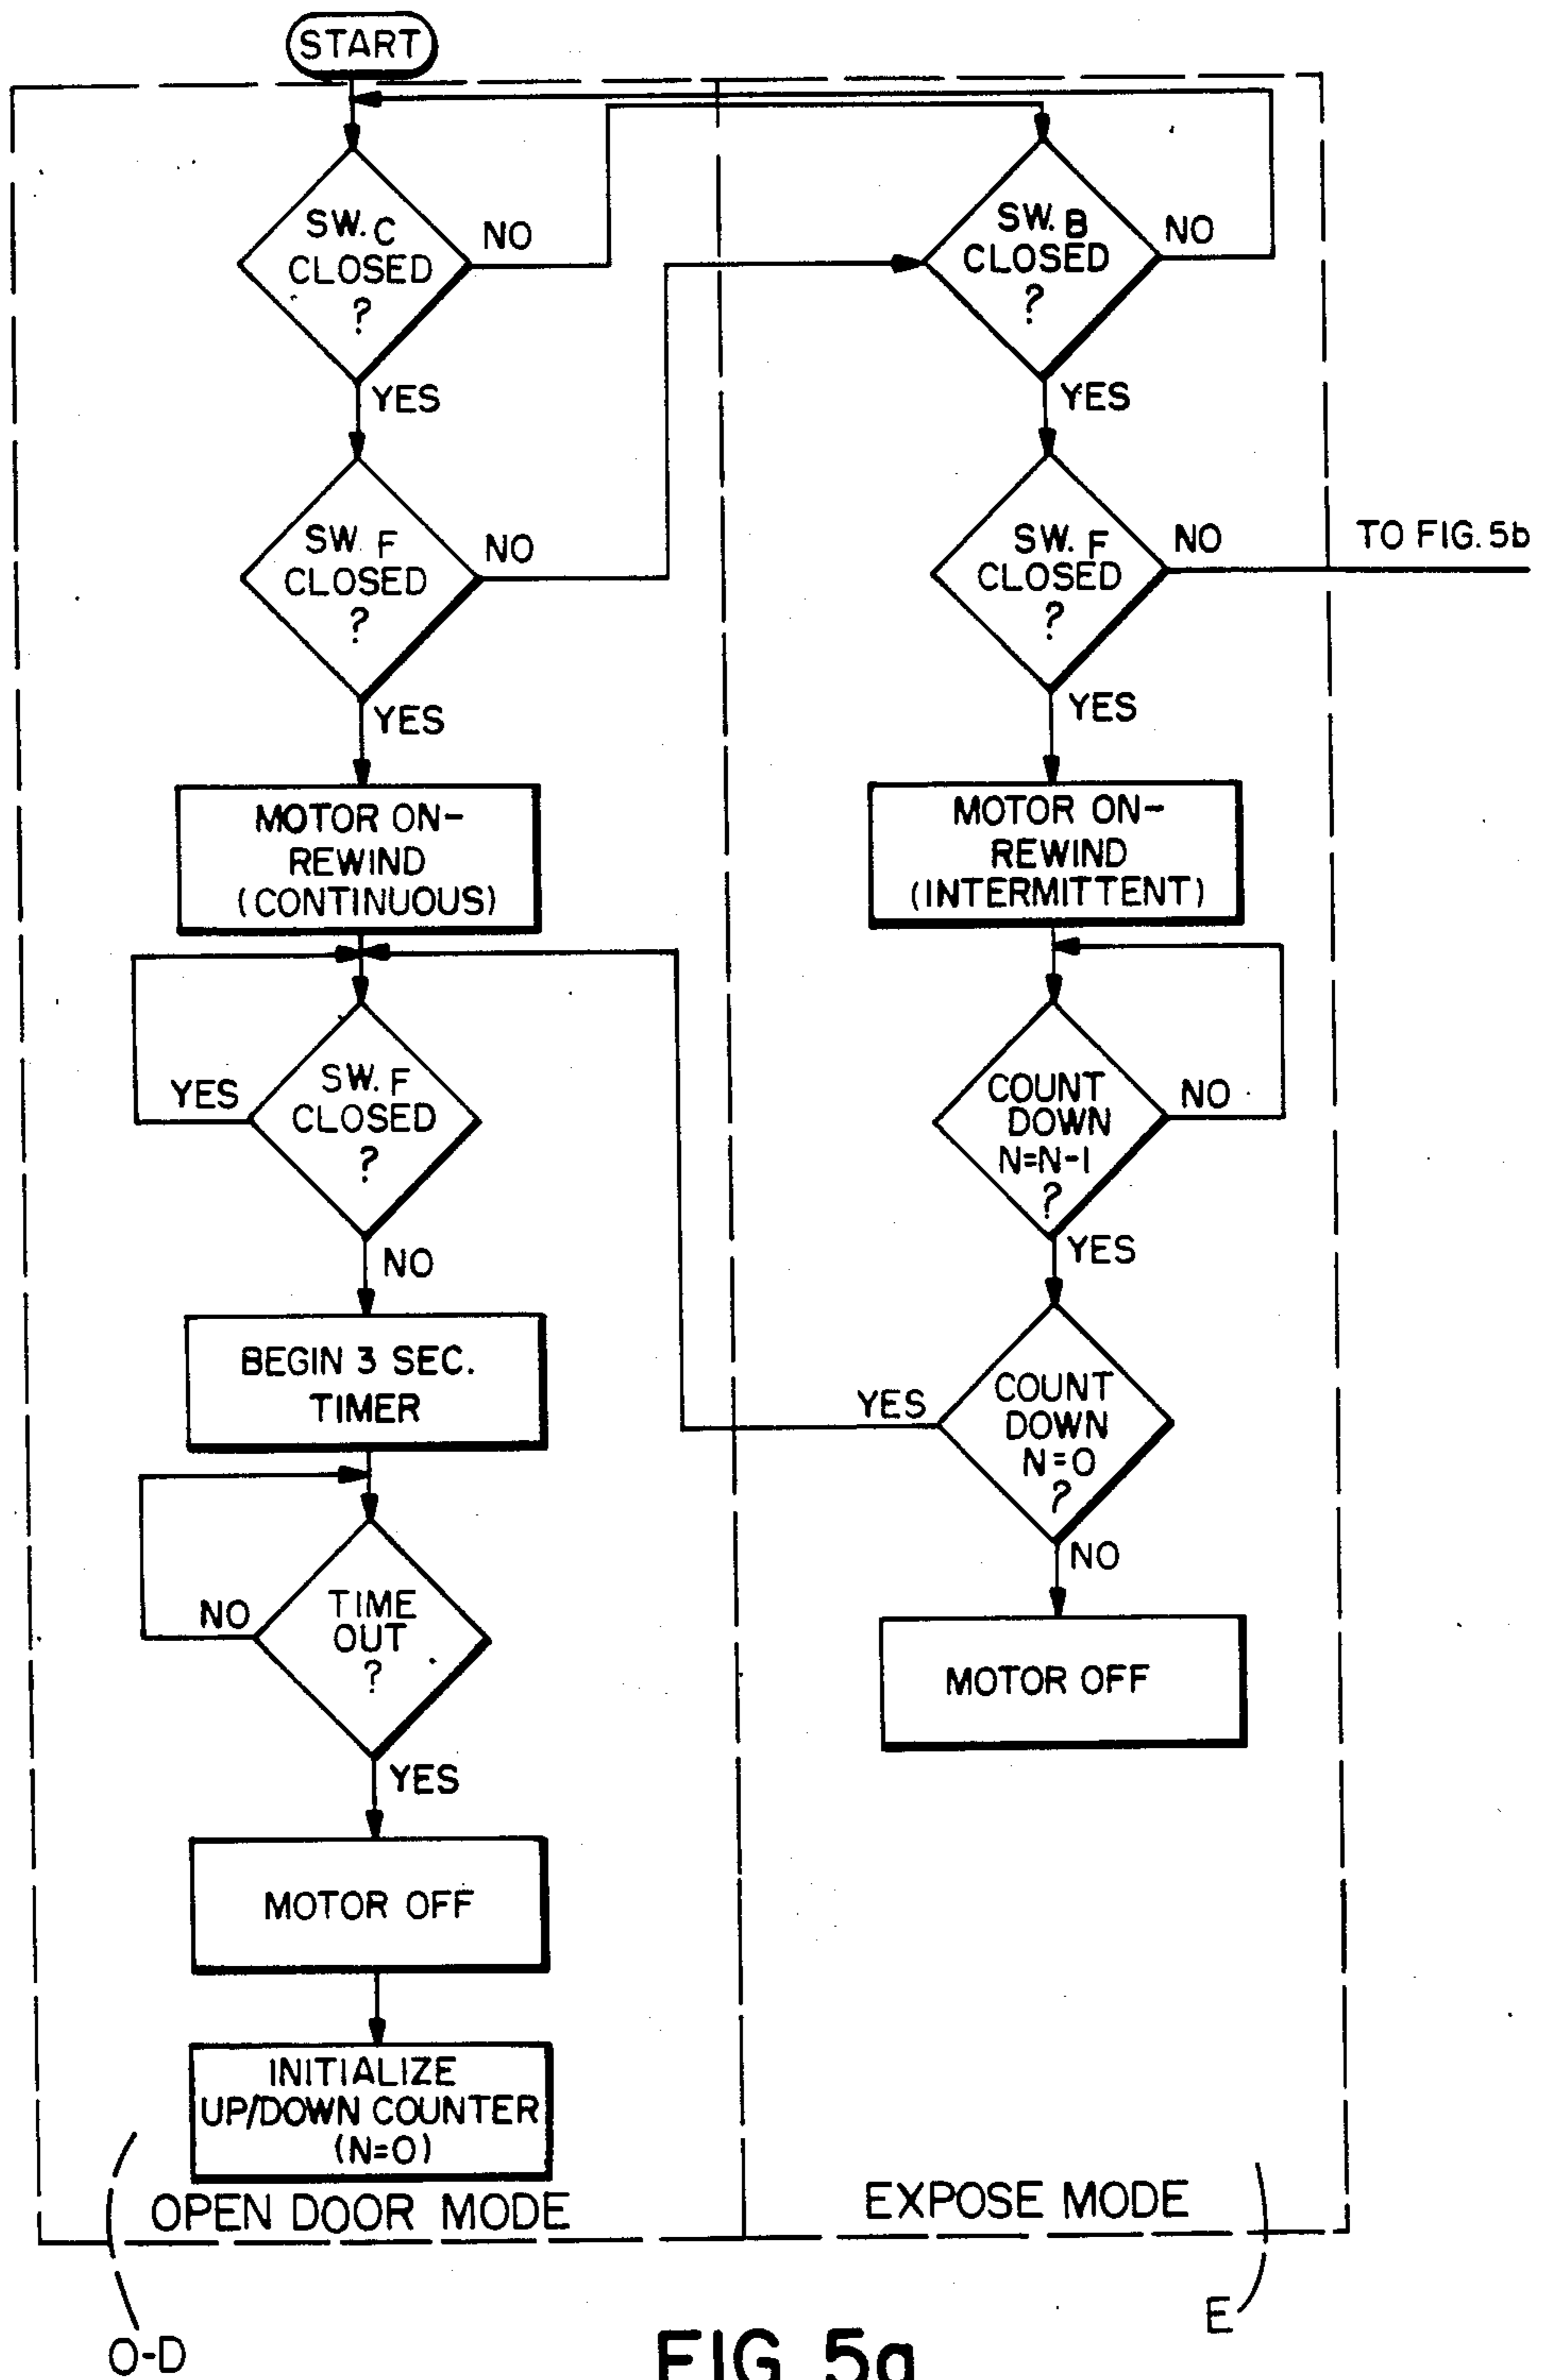 START
SW. C
CLOSED
?
NO
YES
SW. F
CLOSED
?
NO
YES
MOTOR ON-
REWIND
(CONTINUOUS)
SW. F
CLOSED
?
YES
NO
BEGIN 3 SEC.
TIMER
TIME
OUT
?
NO
YES
MOTOR OFF
INITIALIZE
UP/DOWN COUNTER
(N=0)
OPEN DOOR MODE
O-D
SW. B
CLOSED
?
NO
YES
SW. F
CLOSED
?
NO
TO FIG. 5b
YES
MOTOR ON-
REWIND
(INTERMITTENT)
COUNT
DOWN
N=N-1
?
NO
YES
COUNT
DOWN
N=0
?
YES
NO
MOTOR OFF
EXPOSE MODE
E
FIG. 5a